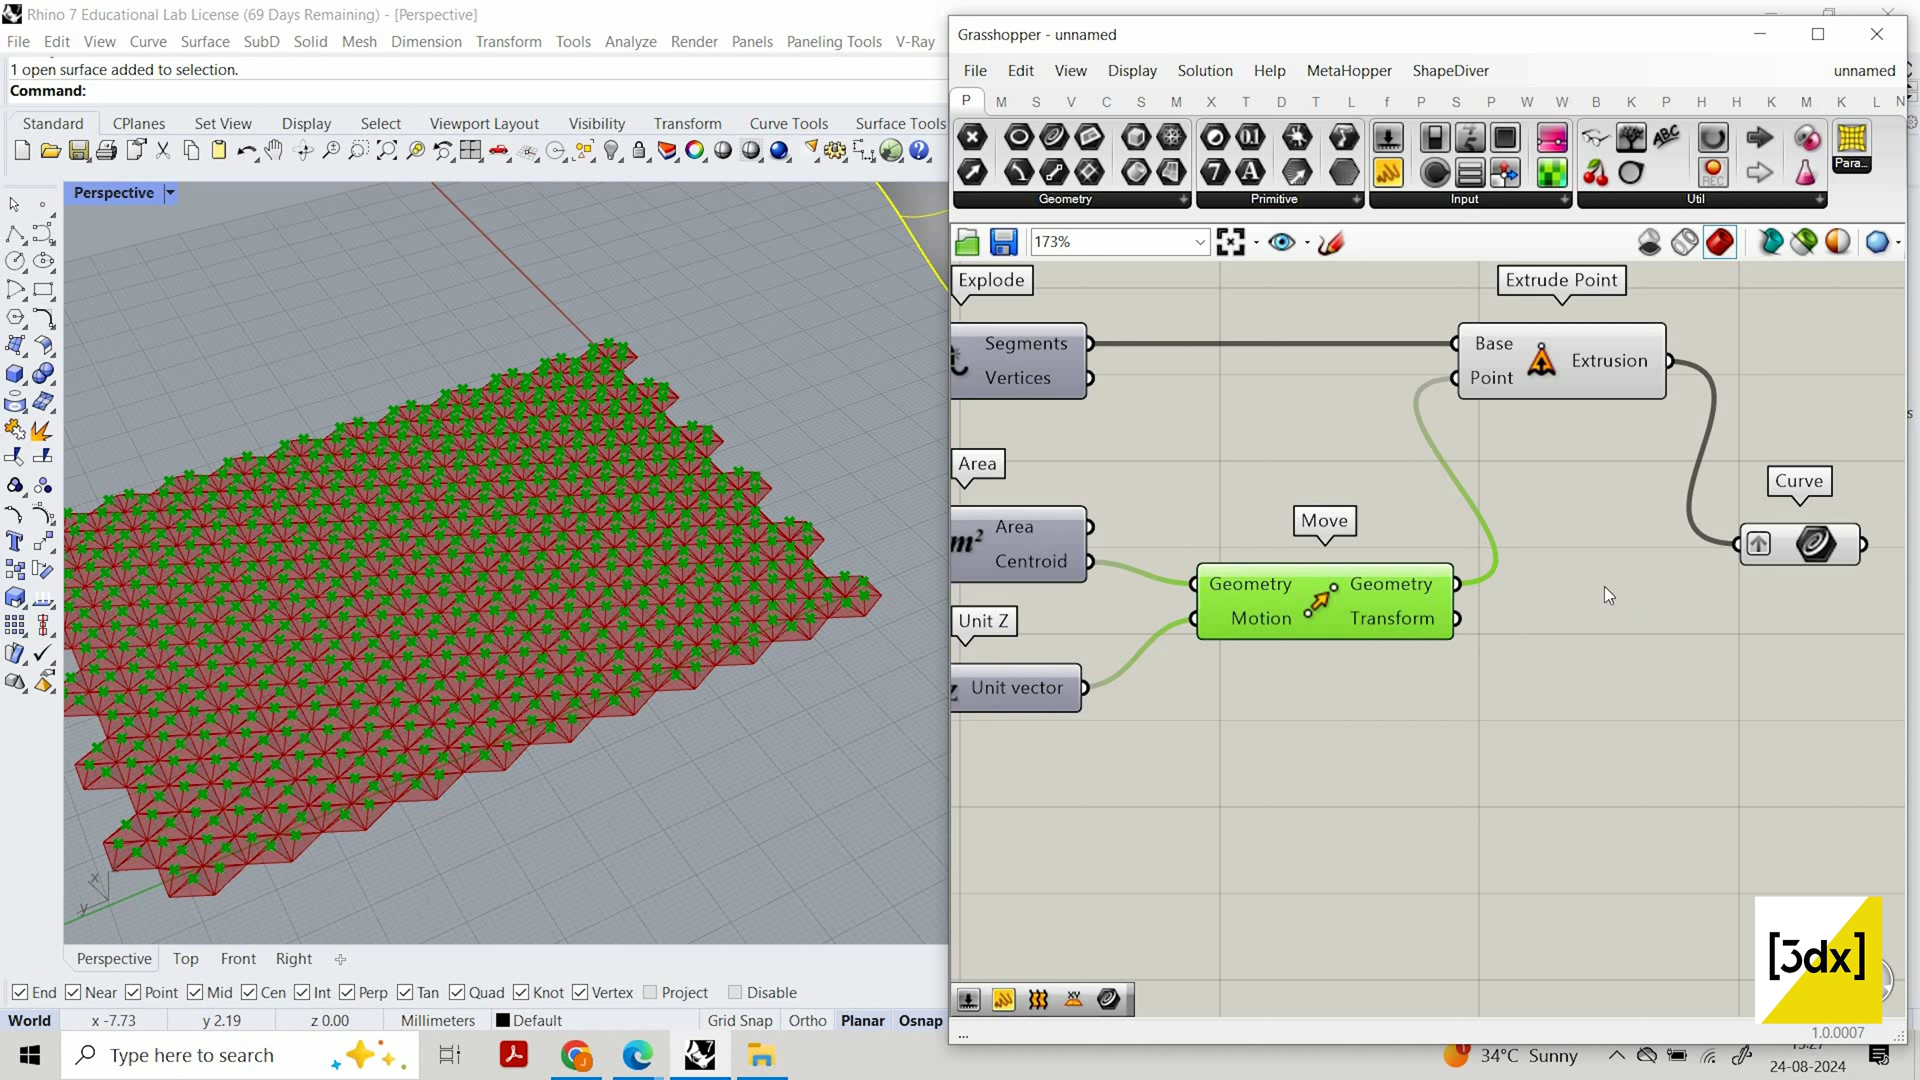 Rhino 7 Educational Lab License (69 Days Remaining) - [Perspective]
File Edit View Curve Surface SubD Solid Mesh Dimension Transform Tools Analyze Render Panels Paneling Tools V-Ray
1 open surface added to selection.
Command:
Standard CPlanes Set View Display Select Viewport Layout Visibility Transform Curve Tools Surface Tools
Perspective
x
y
Perspective Top Front Right
End Near Point Mid Cen Int Perp Tan Quad Knot Vertex Project Disable
World x -7.73 y 2.19 z 0.00 Millimeters Default Grid Snap Ortho Planar Osnap
Grasshopper - unnamed
File Edit View Display Solution Help MetaHopper ShapeDiver unnamed
P M S V C S M X T D T L f P S P W W B K P H H K M K L N
Geometry Primitive Input Util
Para...
173%
Explode
Segments
Vertices
Extrude Point
Base
Point
Extrusion
Area
Area
Centroid
m²
Move
Geometry
Motion
Geometry
Transform
Curve
Unit Z
Unit vector
[3dx]
...
1.0.0007
Type here to search
34°C Sunny
24-08-2024